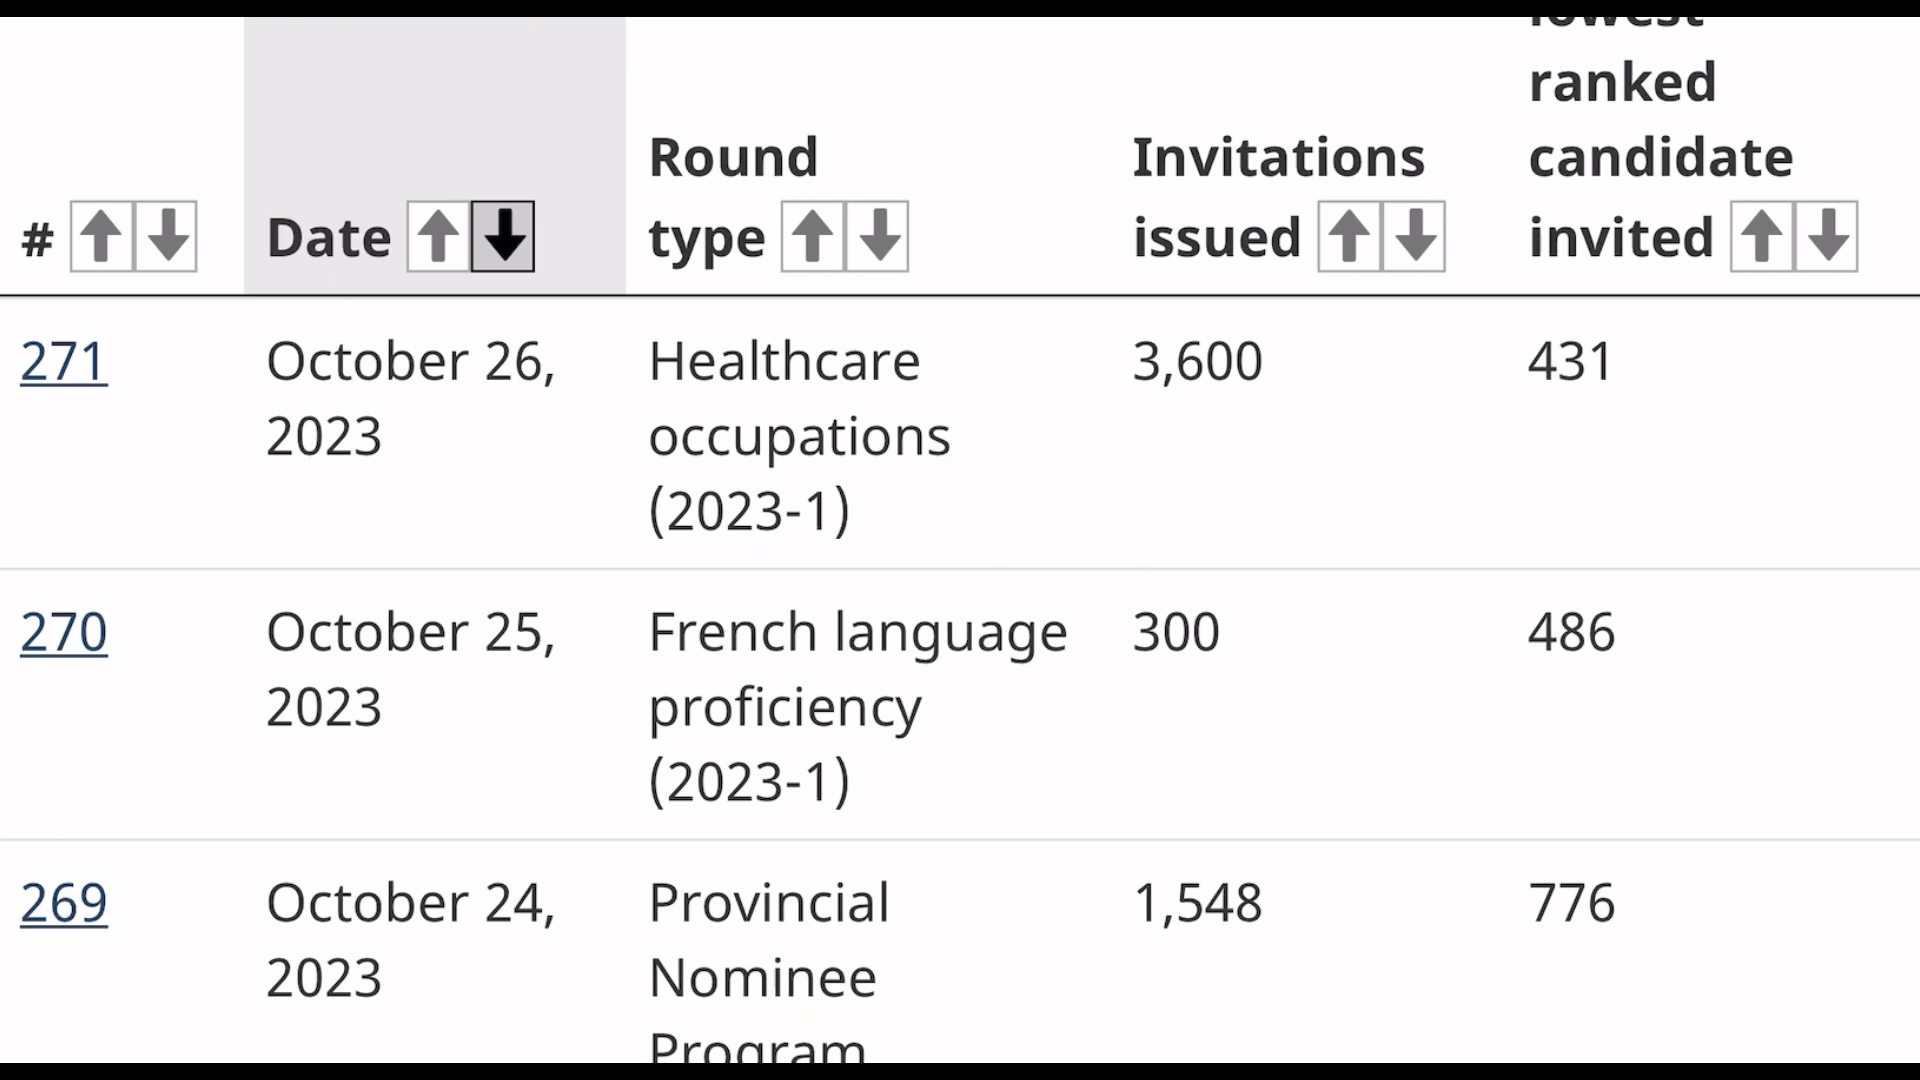 lowest
ranked
Round Invitations candidate
# Date type issued invited
271 October 26, Healthcare 3,600 431
2023 occupations
(2023-1)
270 October 25, French language 300 486
2023 proficiency
(2023-1)
269 October 24, Provincial 1,548 776
2023 Nominee
Program